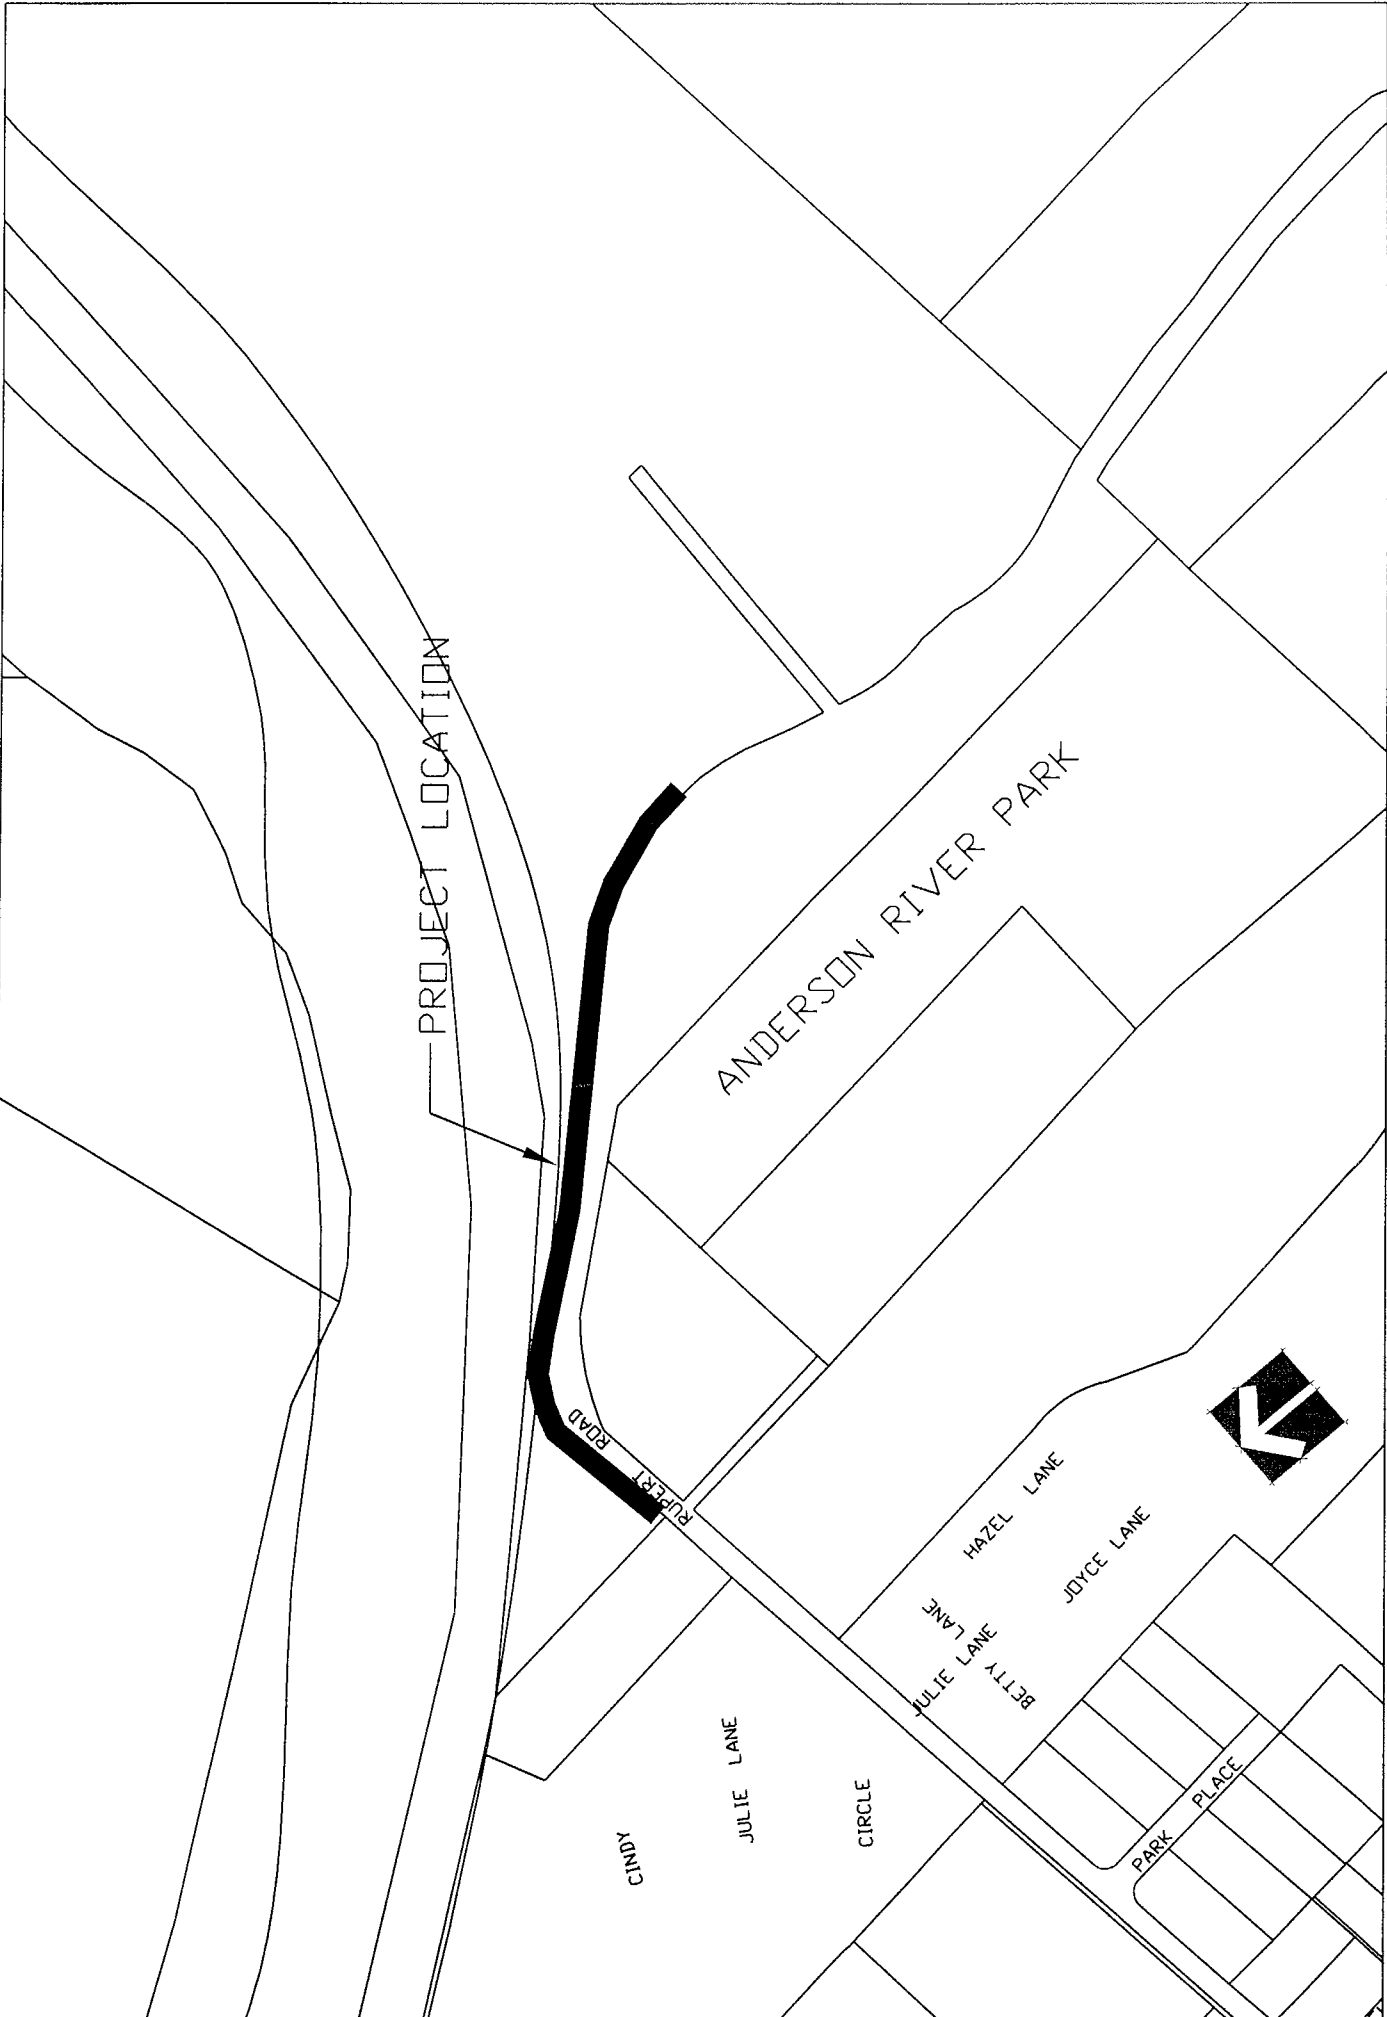 PROJECT LOCATION
ANDERSON RIVER PARK
RUPERT ROAD
HAZEL LANE
JOYCE LANE
BETTY LANE
JULIE LANE
JULIE LANE
CINDY
CIRCLE
PARK PLACE